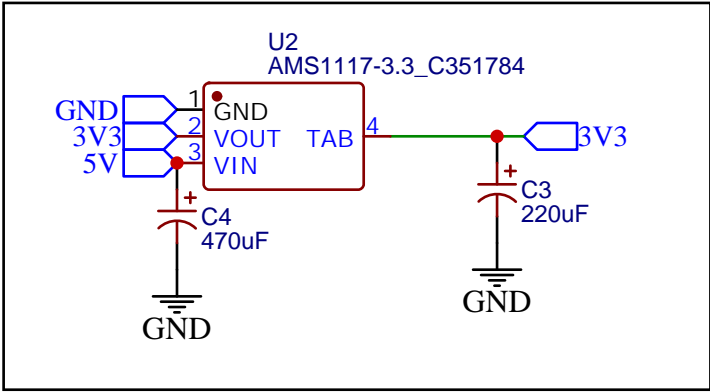 U2
AMS1117-3.3_C351784
GND 1 GND
3V3 2 VOUT TAB 4 3V3
5V 3 VIN
+ C4
470uF
+ C3
220uF
GND
GND